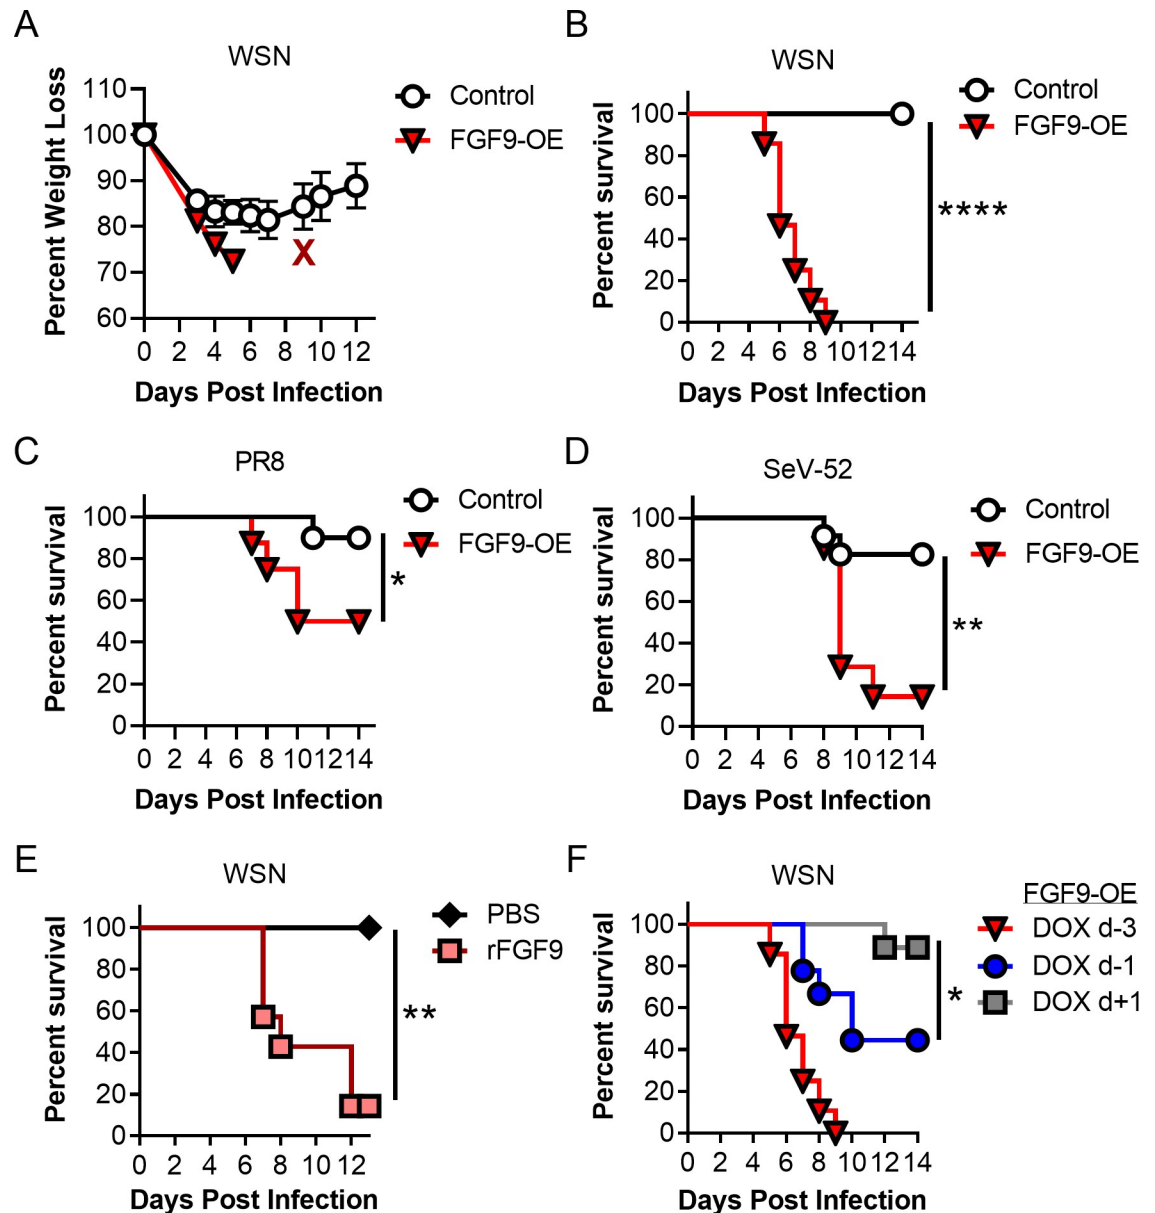 A
WSN
Percent Weight Loss
110
100
90
80
70
60
X
0 2 4 6 8 10 12
Days Post Infection
Control
FGF9-OE
B
WSN
Percent survival
100
80
60
40
20
0
0 2 4 6 8 10 12 14
Days Post Infection
Control
FGF9-OE
****
C
PR8
Percent survival
100
80
60
40
20
0
0 2 4 6 8 10 12 14
Days Post Infection
Control
FGF9-OE
*
D
SeV-52
Percent survival
100
80
60
40
20
0
0 2 4 6 8 10 12 14
Days Post Infection
Control
FGF9-OE
**
E
WSN
Percent survival
100
80
60
40
20
0
0 2 4 6 8 10 12
Days Post Infection
PBS
rFGF9
**
F
WSN
Percent survival
100
80
60
40
20
0
0 2 4 6 8 10 12 14
Days Post Infection
FGF9-OE
DOX d-3
DOX d-1
DOX d+1
*